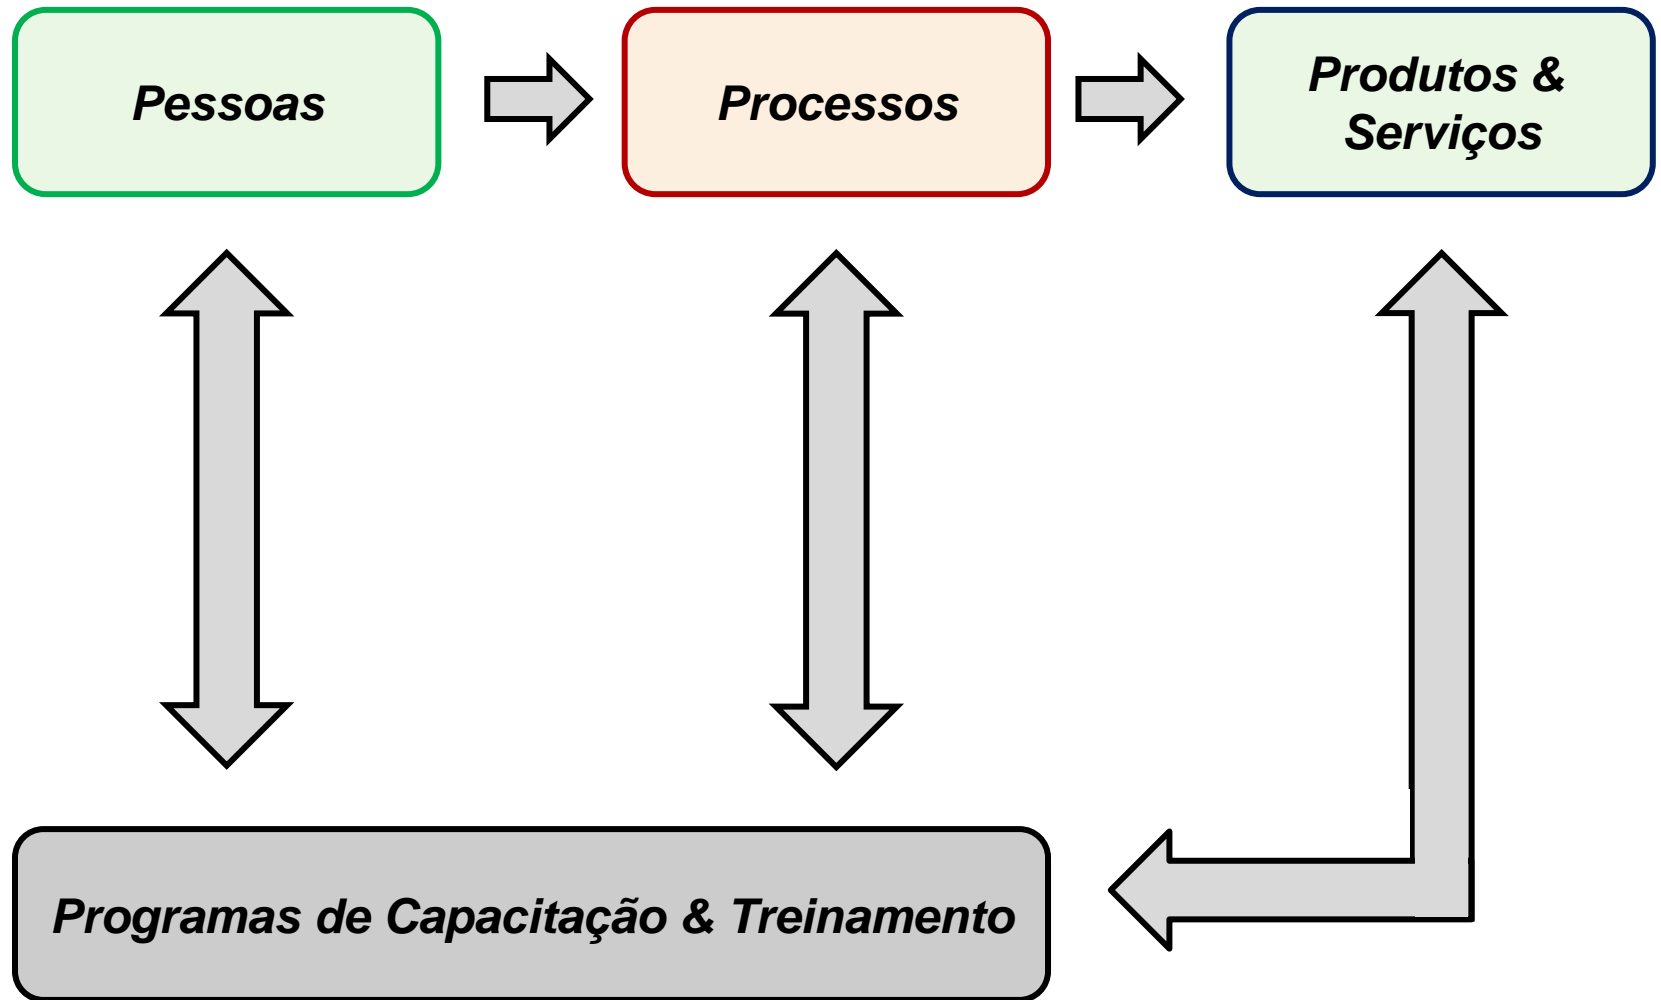 Pessoas
Processos
Produtos &
Serviços
Programas de Capacitação & Treinamento